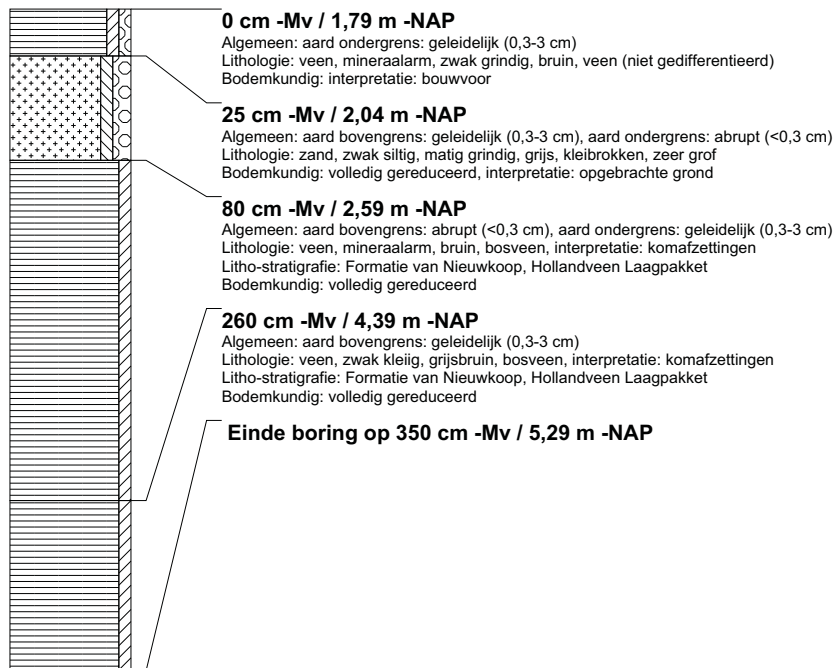 0 cm -Mv / 1,79 m -NAP
Algemeen: aard ondergrens: geleidelijk (0,3-3 cm)
Lithologie: veen, mineraalarm, zwak grindig, bruin, veen (niet gedifferentieerd)
Bodemkundig: interpretatie: bouwvoor
25 cm -Mv / 2,04 m -NAP
Algemeen: aard bovengrens: geleidelijk (0,3-3 cm), aard ondergrens: abrupt (<0,3 cm)
Lithologie: zand, zwak siltig, matig grindig, grijs, kleibrokken, zeer grof
Bodemkundig: volledig gereduceerd, interpretatie: opgebrachte grond
80 cm -Mv / 2,59 m -NAP
Algemeen: aard bovengrens: abrupt (<0,3 cm), aard ondergrens: geleidelijk (0,3-3 cm)
Lithologie: veen, mineraalarm, bruin, bosveen, interpretatie: komafzettingen
Litho-stratigrafie: Formatie van Nieuwkoop, Hollandveen Laagpakket
Bodemkundig: volledig gereduceerd
260 cm -Mv / 4,39 m -NAP
Algemeen: aard bovengrens: geleidelijk (0,3-3 cm)
Lithologie: veen, zwak kleiig, grijsbruin, bosveen, interpretatie: komafzettingen
Litho-stratigrafie: Formatie van Nieuwkoop, Hollandveen Laagpakket
Bodemkundig: volledig gereduceerd
Einde boring op 350 cm -Mv / 5,29 m -NAP